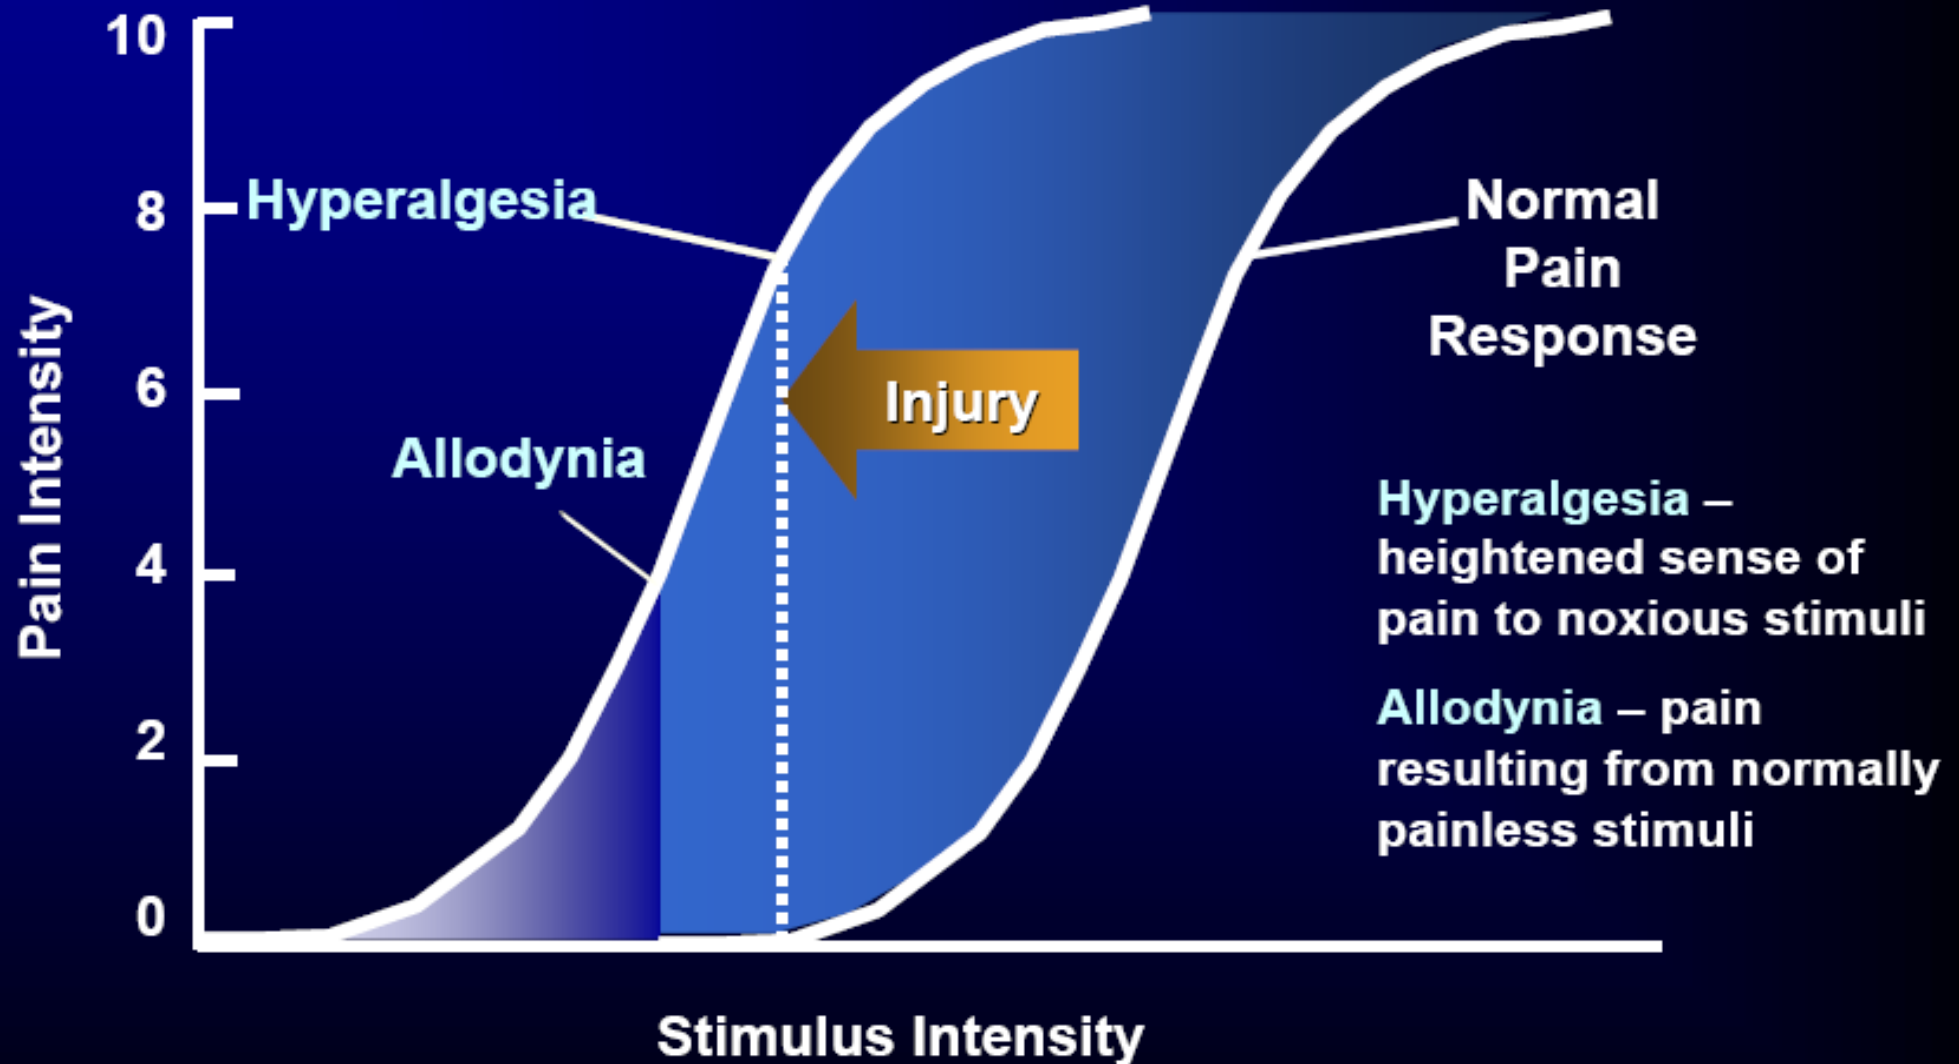 10
8
6
4
2
0
Pain Intensity
Hyperalgesia
Allodynia
Injury
Normal
Pain
Response
Hyperalgesia –
heightened sense of
pain to noxious stimuli
Allodynia – pain
resulting from normally
painless stimuli
Stimulus Intensity